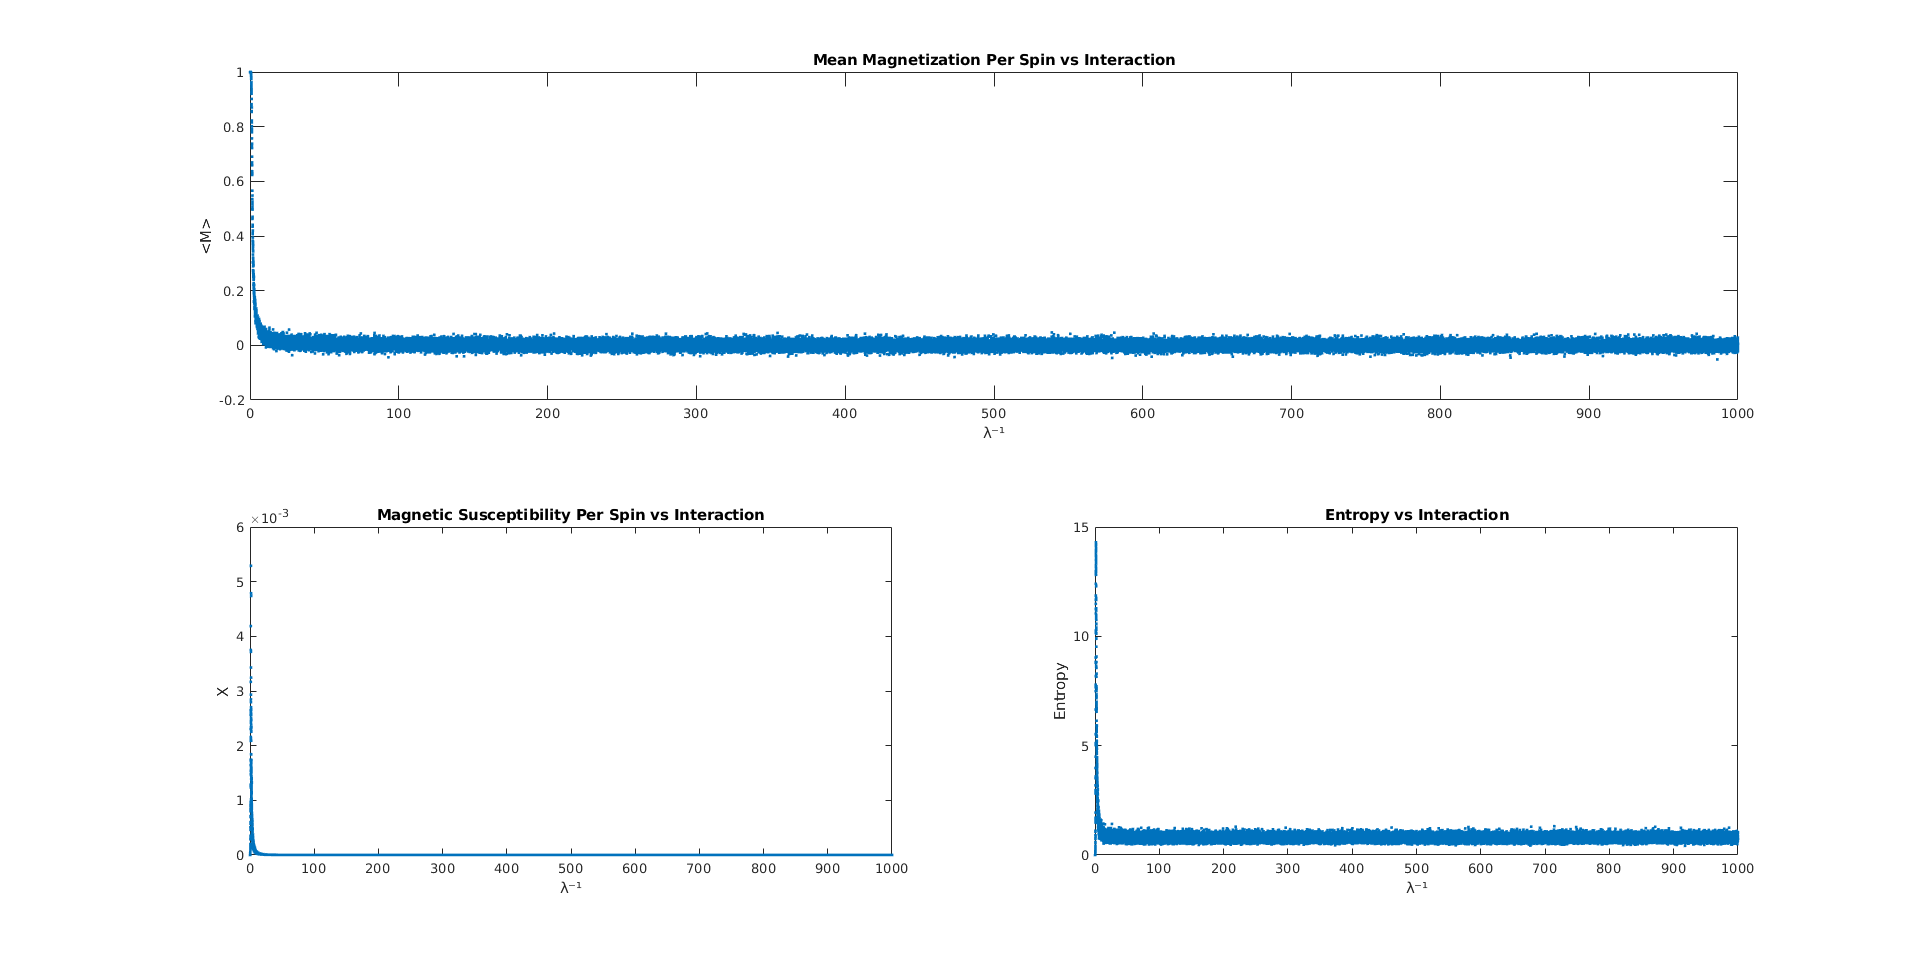 Mean Magnetization Per Spin vs Interaction
1
0.8
0.6
0.4
0.2
0
-0.2
<M>
0 100 200 300 400 500 600 700 800 900 1000
λ⁻¹
Magnetic Susceptibility Per Spin vs Interaction
×10⁻³
6
5
4
3
2
1
0
X
0 100 200 300 400 500 600 700 800 900 1000
λ⁻¹
Entropy vs Interaction
15
10
5
0
Entropy
0 100 200 300 400 500 600 700 800 900 1000
λ⁻¹